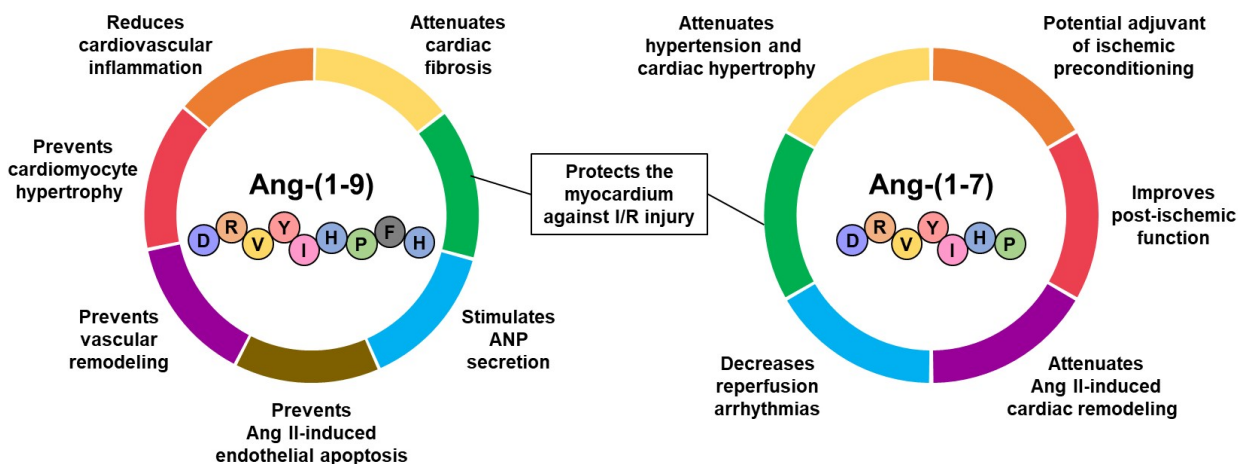 Reduces
cardiovascular
inflammation
Attenuates
cardiac
fibrosis
Prevents
cardiomyocyte
hypertrophy
Ang-(1-9)
D R V Y I H P F H
Prevents
vascular
remodeling
Stimulates
ANP
secretion
Prevents
Ang II-induced
endothelial apoptosis
Protects the
myocardium
against I/R injury
Attenuates
hypertension and
cardiac hypertrophy
Potential adjuvant
of ischemic
preconditioning
Ang-(1-7)
D R V Y I H P
Improves
post-ischemic
function
Decreases
reperfusion
arrhythmias
Attenuates
Ang II-induced
cardiac remodeling